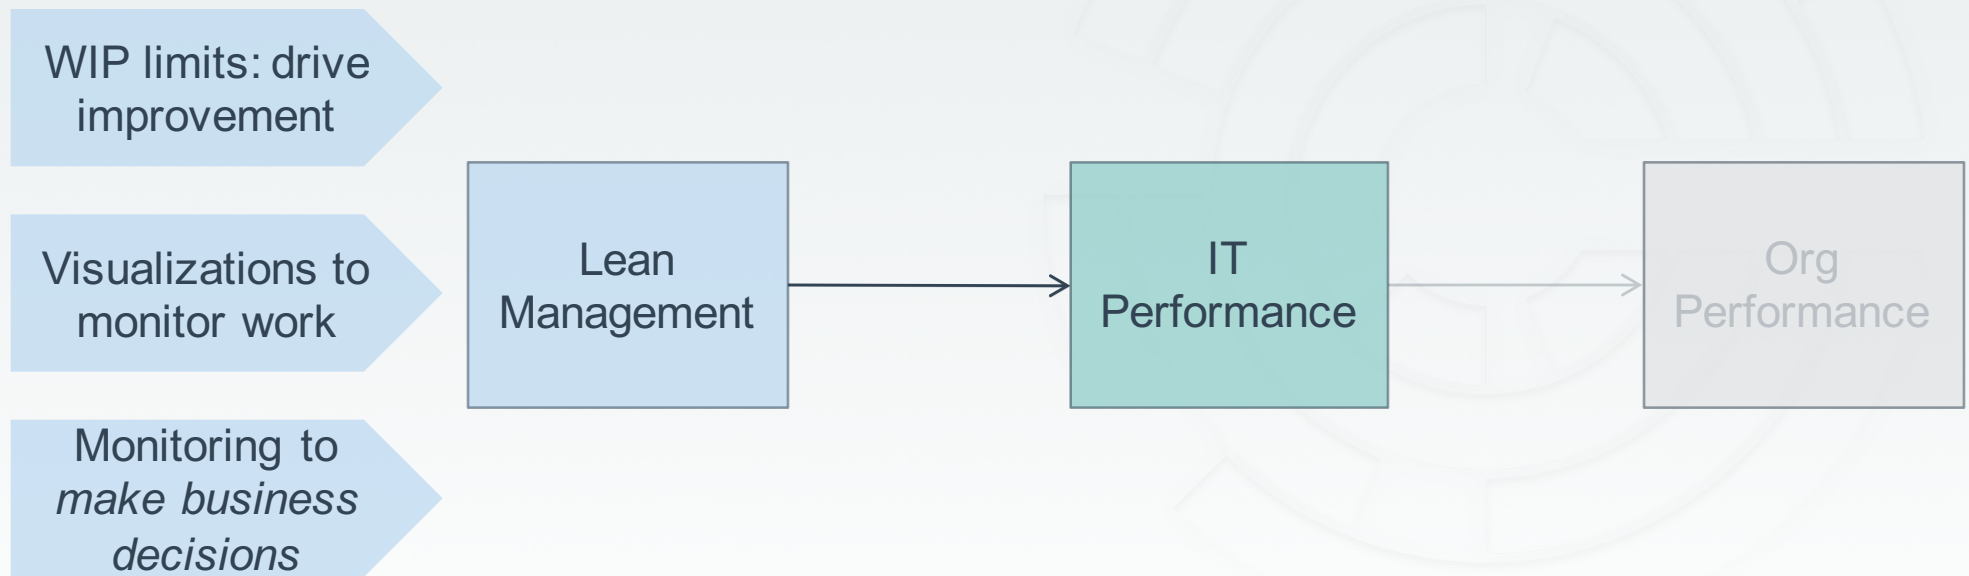 WIP limits: drive
improvement
Visualizations to
monitor work
Monitoring to
make business
decisions
Lean
Management
IT
Performance
Org
Performance